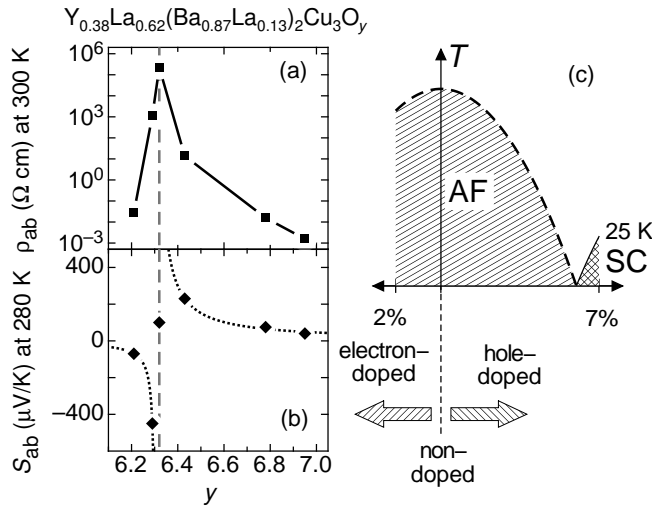 Y0.38La0.62(Ba0.87La0.13)2Cu3Oy
(a)
ρab (Ω cm) at 300 K
10^6
10^3
10^0
10^−3
(b)
Sab (μV/K) at 280 K
400
0
−400
6.2 6.4 6.6 6.8 7.0
y
(c)
T
AF
25 K
SC
2%
7%
electron–
doped
hole–
doped
non–
doped